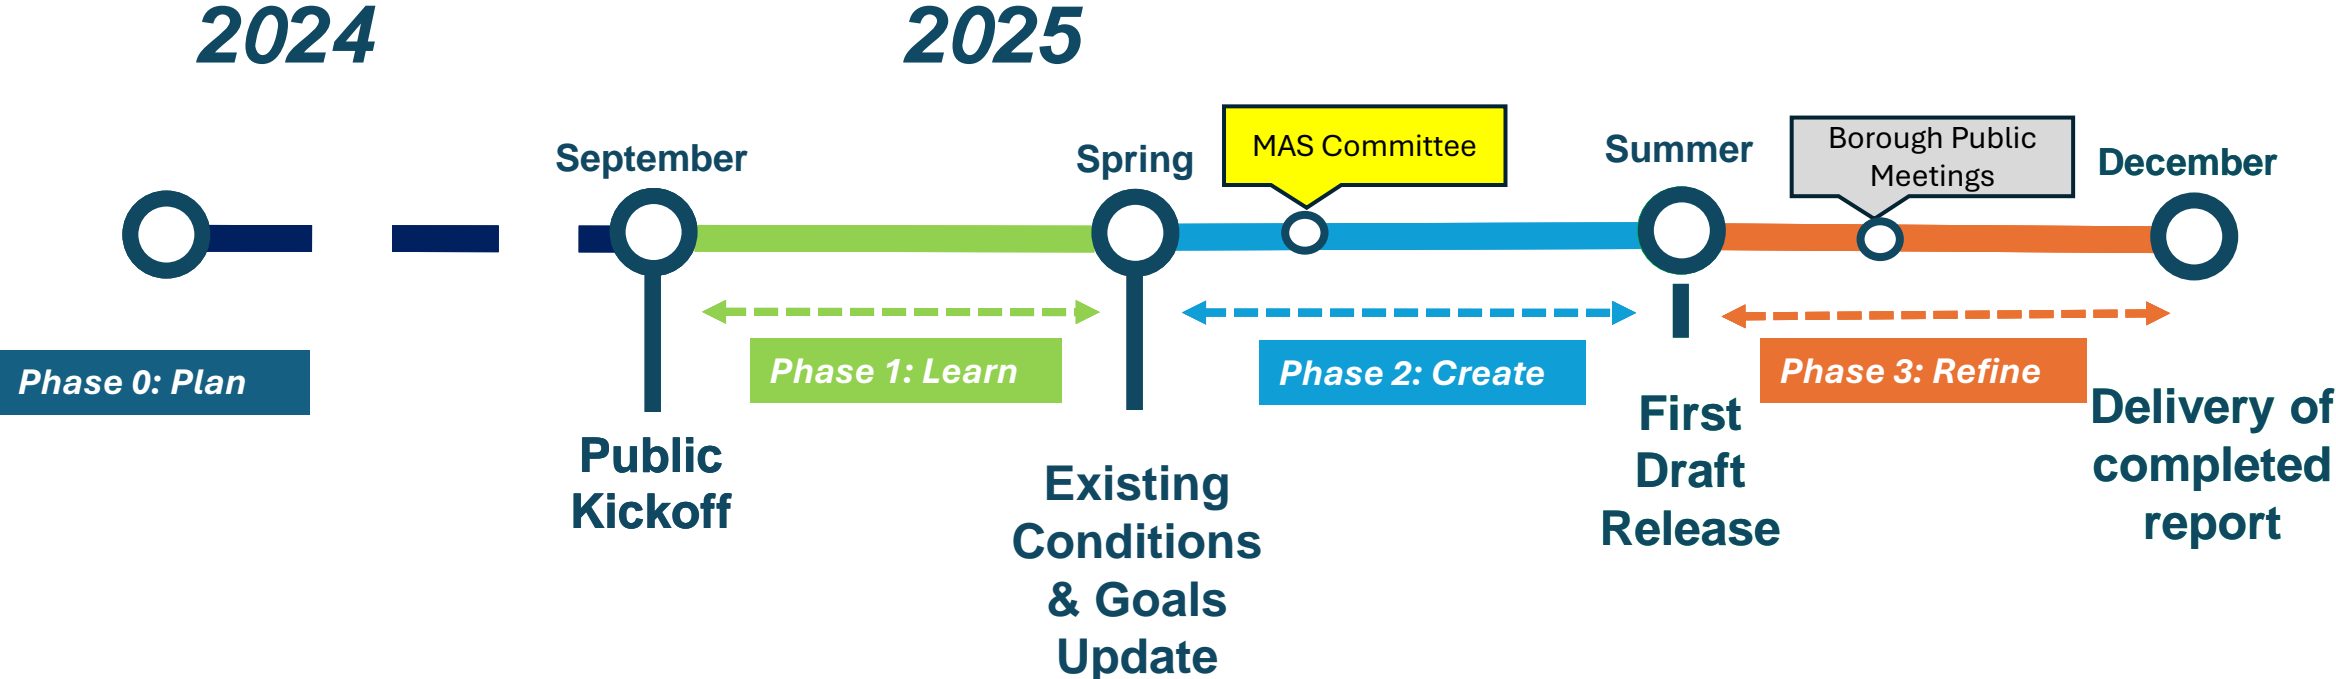 2024
2025
September
Spring
MAS Committee
Summer
Borough Public
Meetings
December
Phase 0: Plan
Phase 1: Learn
Phase 2: Create
Phase 3: Refine
Public
Kickoff
Existing
Conditions
& Goals
Update
First
Draft
Release
Delivery of
completed
report